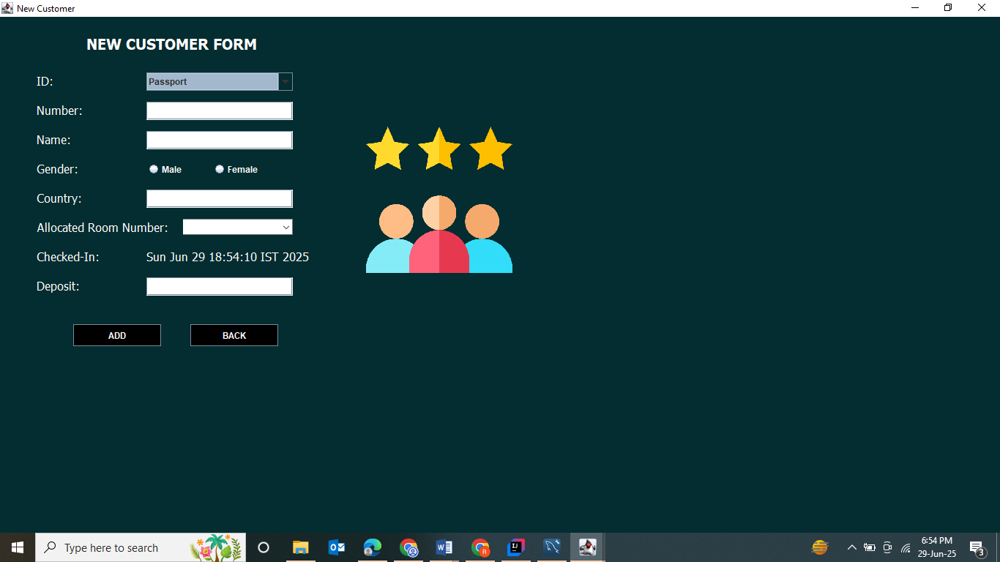 New Customer
NEW CUSTOMER FORM
ID: Passport
Number:
Name:
Gender: Male Female
Country:
Allocated Room Number:
Checked-In: Sun Jun 29 18:54:10 IST 2025
Deposit:
ADD BACK
Type here to search
6:54 PM
29-Jun-25
3